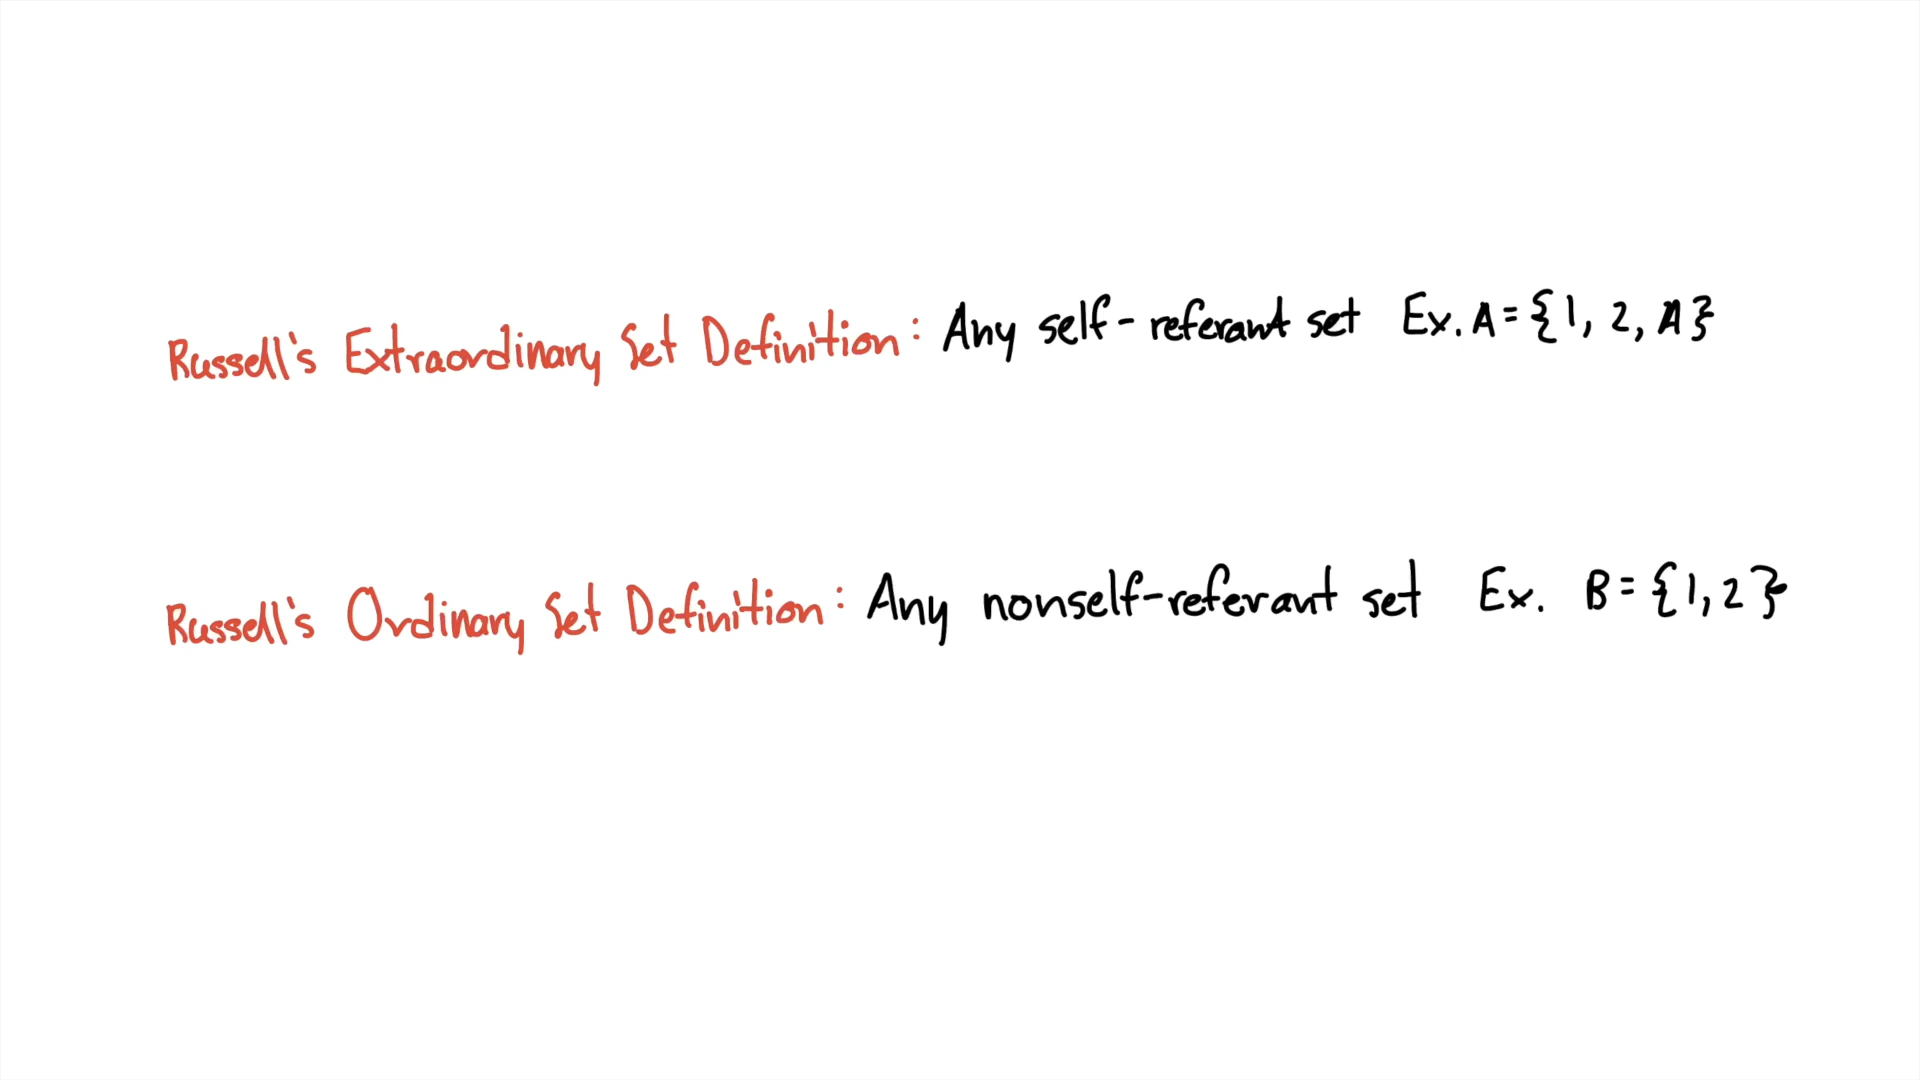 Russell's Extraordinary Set Definition: Any self-referant set Ex. A={1, 2, A}
Russell's Ordinary Set Definition: Any nonself-referant set Ex. B={1,2}